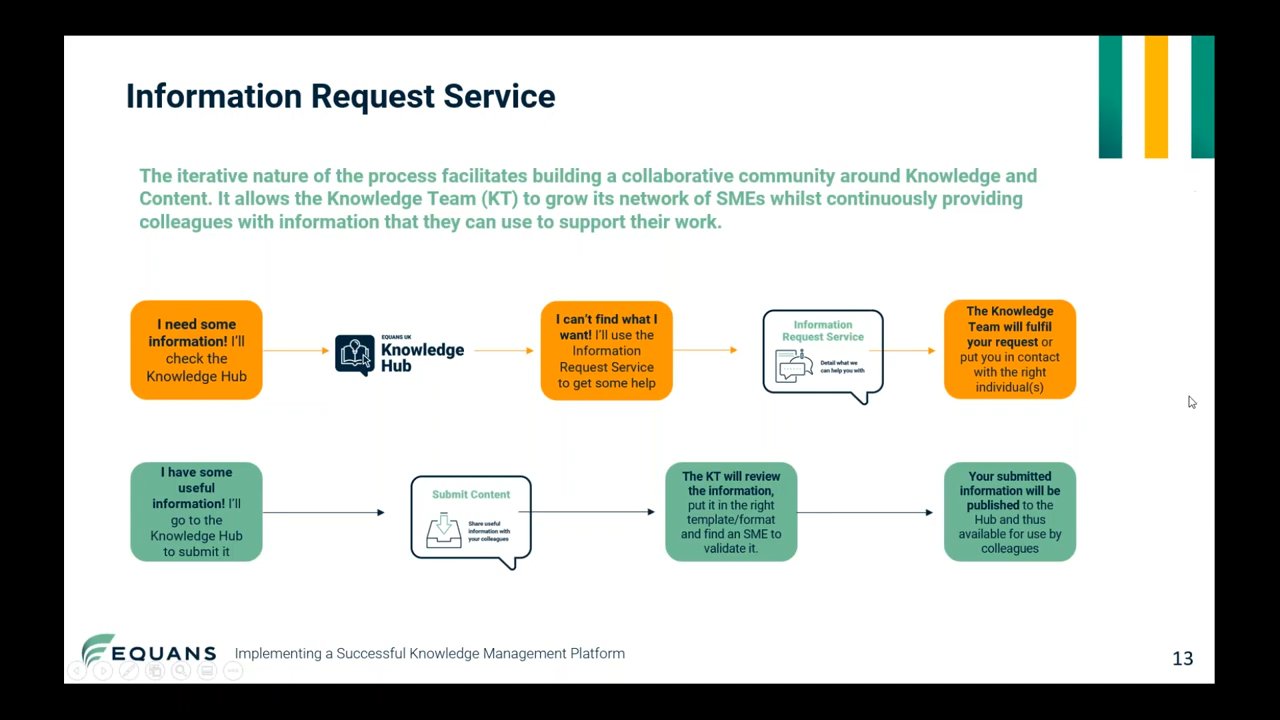 Information Request Service
The iterative nature of the process facilitates building a collaborative community around Knowledge and
Content. It allows the Knowledge Team (KT) to grow its network of SMEs whilst continuously providing
colleagues with information that they can use to support their work.
I need some
information! I'll
check the
Knowledge Hub
EQUANS UK
Knowledge
Hub
I can't find what I
want! I'll use the
Information
Request Service
to get some help
Information
Request Service
Detail what we
can help you with
The Knowledge
Team will fulfil
your request or
put you in contact
with the right
individual(s)
I have some
useful
information! I'll
go to the
Knowledge Hub
to submit it
Submit Content
Share useful
information with
your colleagues
The KT will review
the information,
put it in the right
template/format
and find an SME to
validate it.
Your submitted
information will be
published to the
Hub and thus
available for use by
colleagues
EQUANS
Implementing a Successful Knowledge Management Platform
13